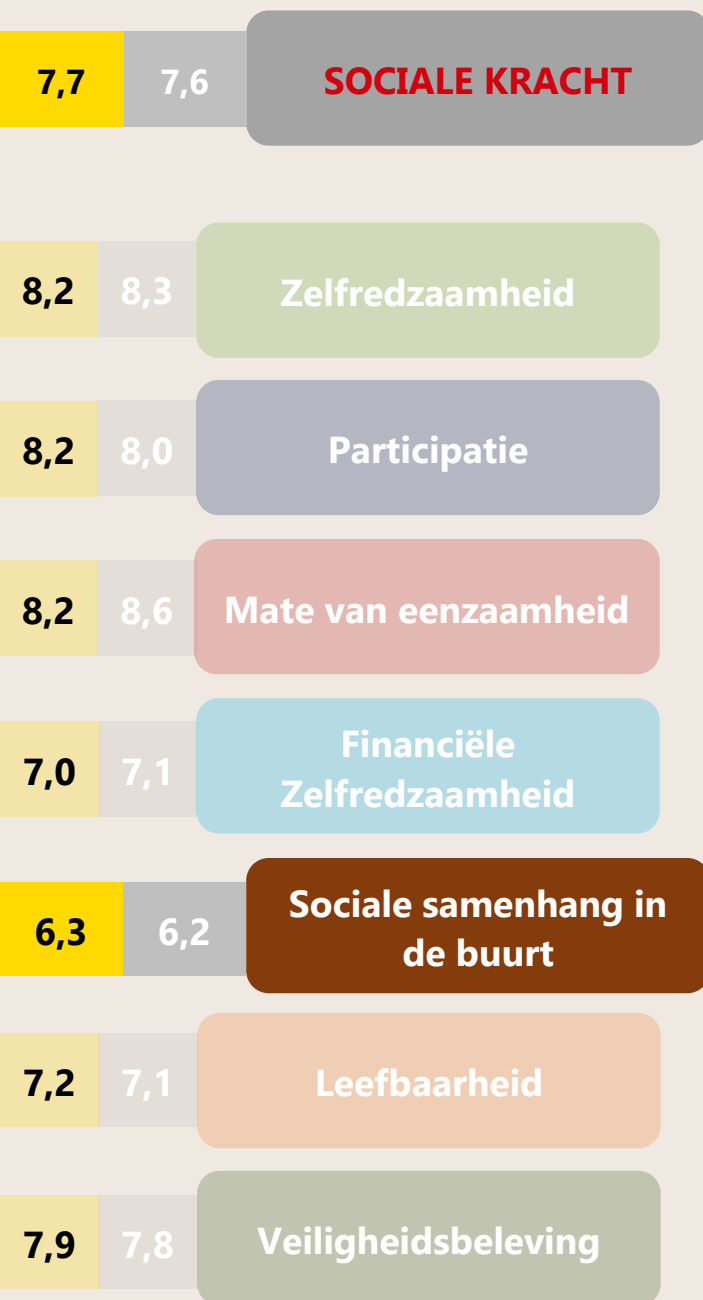 7,7 7,6 SOCIALE KRACHT
8,2 8,3 Zelfredzaamheid
8,2 8,0 Participatie
8,2 8,6 Mate van eenzaamheid
7,0 7,1 Financiële
Zelfredzaamheid
6,3 6,2 Sociale samenhang in
de buurt
7,2 7,1 Leefbaarheid
7,9 7,8 Veiligheidsbeleving